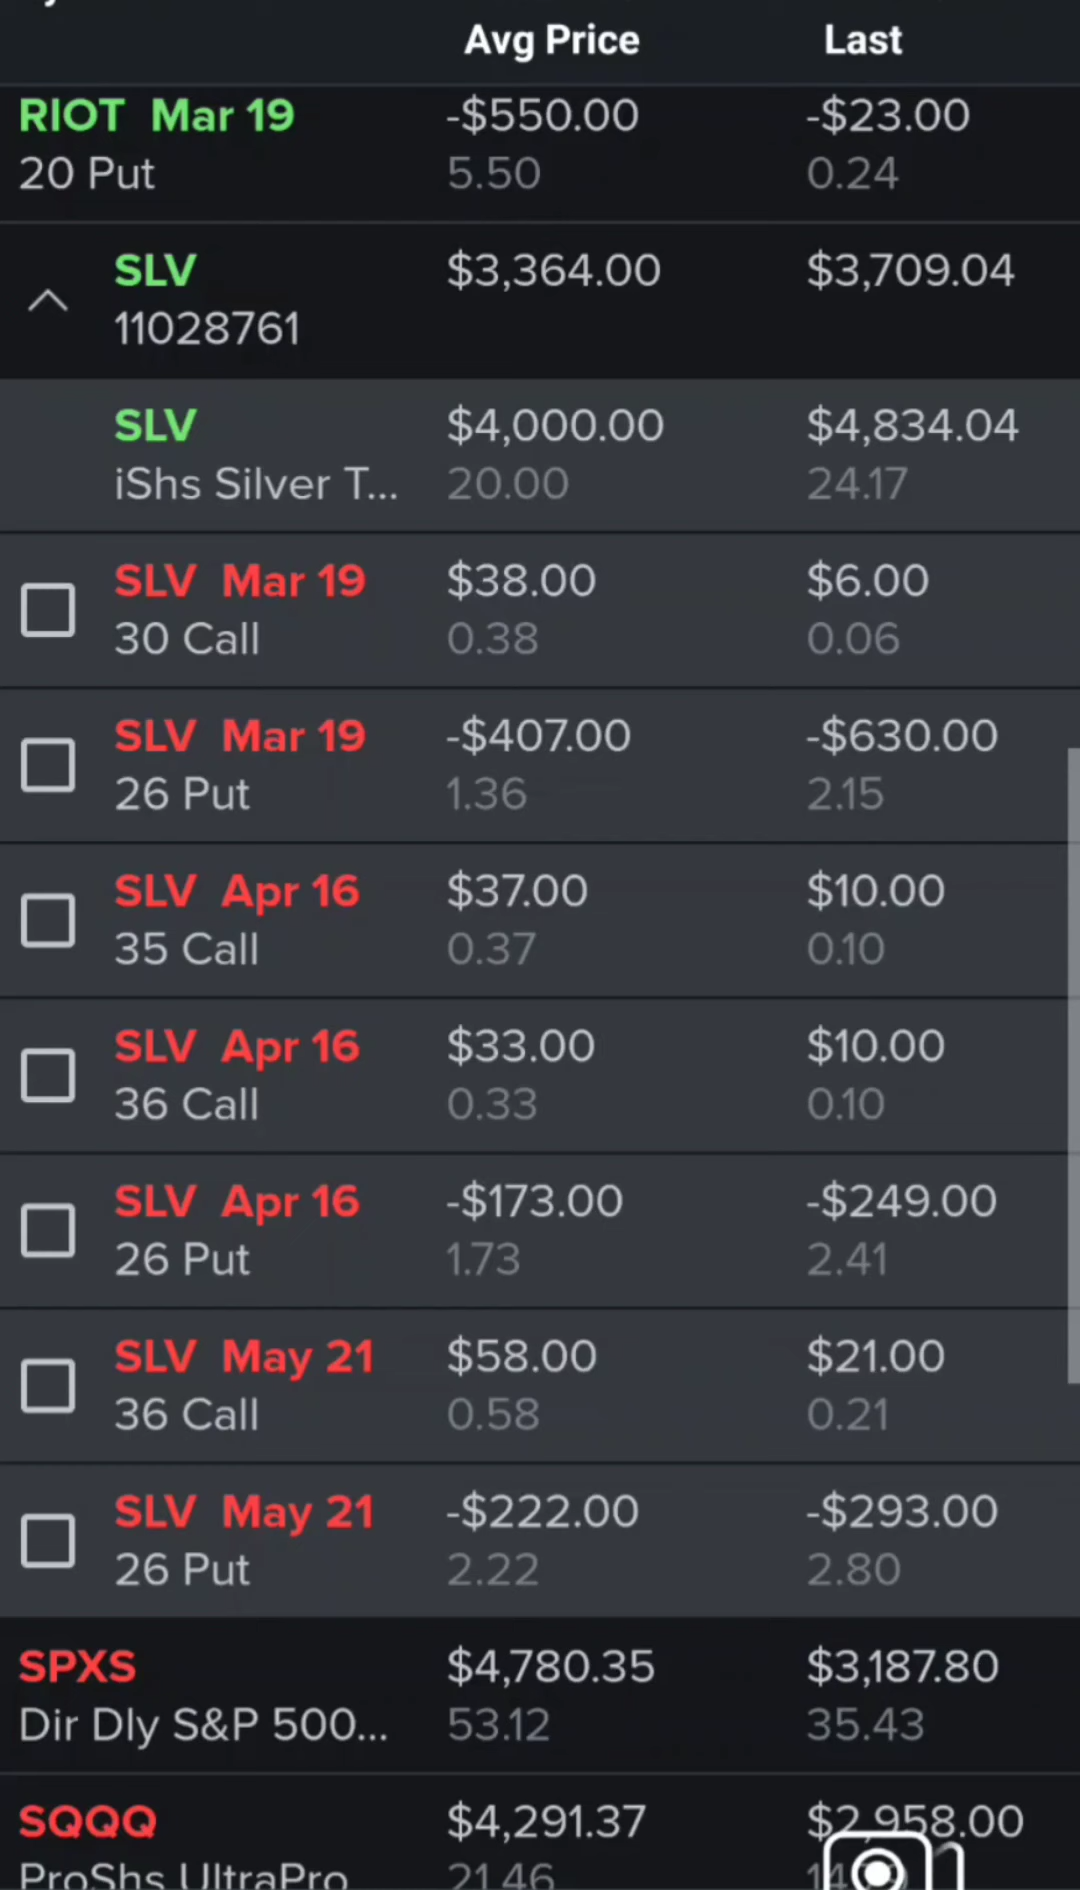 Avg Price Last
RIOT Mar 19 -$550.00 -$23.00
20 Put 5.50 0.24
SLV $3,364.00 $3,709.04
11028761
SLV $4,000.00 $4,834.04
iShs Silver T... 20.00 24.17
SLV Mar 19 $38.00 $6.00
30 Call 0.38 0.06
SLV Mar 19 -$407.00 -$630.00
26 Put 1.36 2.15
SLV Apr 16 $37.00 $10.00
35 Call 0.37 0.10
SLV Apr 16 $33.00 $10.00
36 Call 0.33 0.10
SLV Apr 16 -$173.00 -$249.00
26 Put 1.73 2.41
SLV May 21 $58.00 $21.00
36 Call 0.58 0.21
SLV May 21 -$222.00 -$293.00
26 Put 2.22 2.80
SPXS $4,780.35 $3,187.80
Dir Dly S&P 500... 53.12 35.43
SQQQ $4,291.37 $2,958.00
ProShs UltraPro 21.46